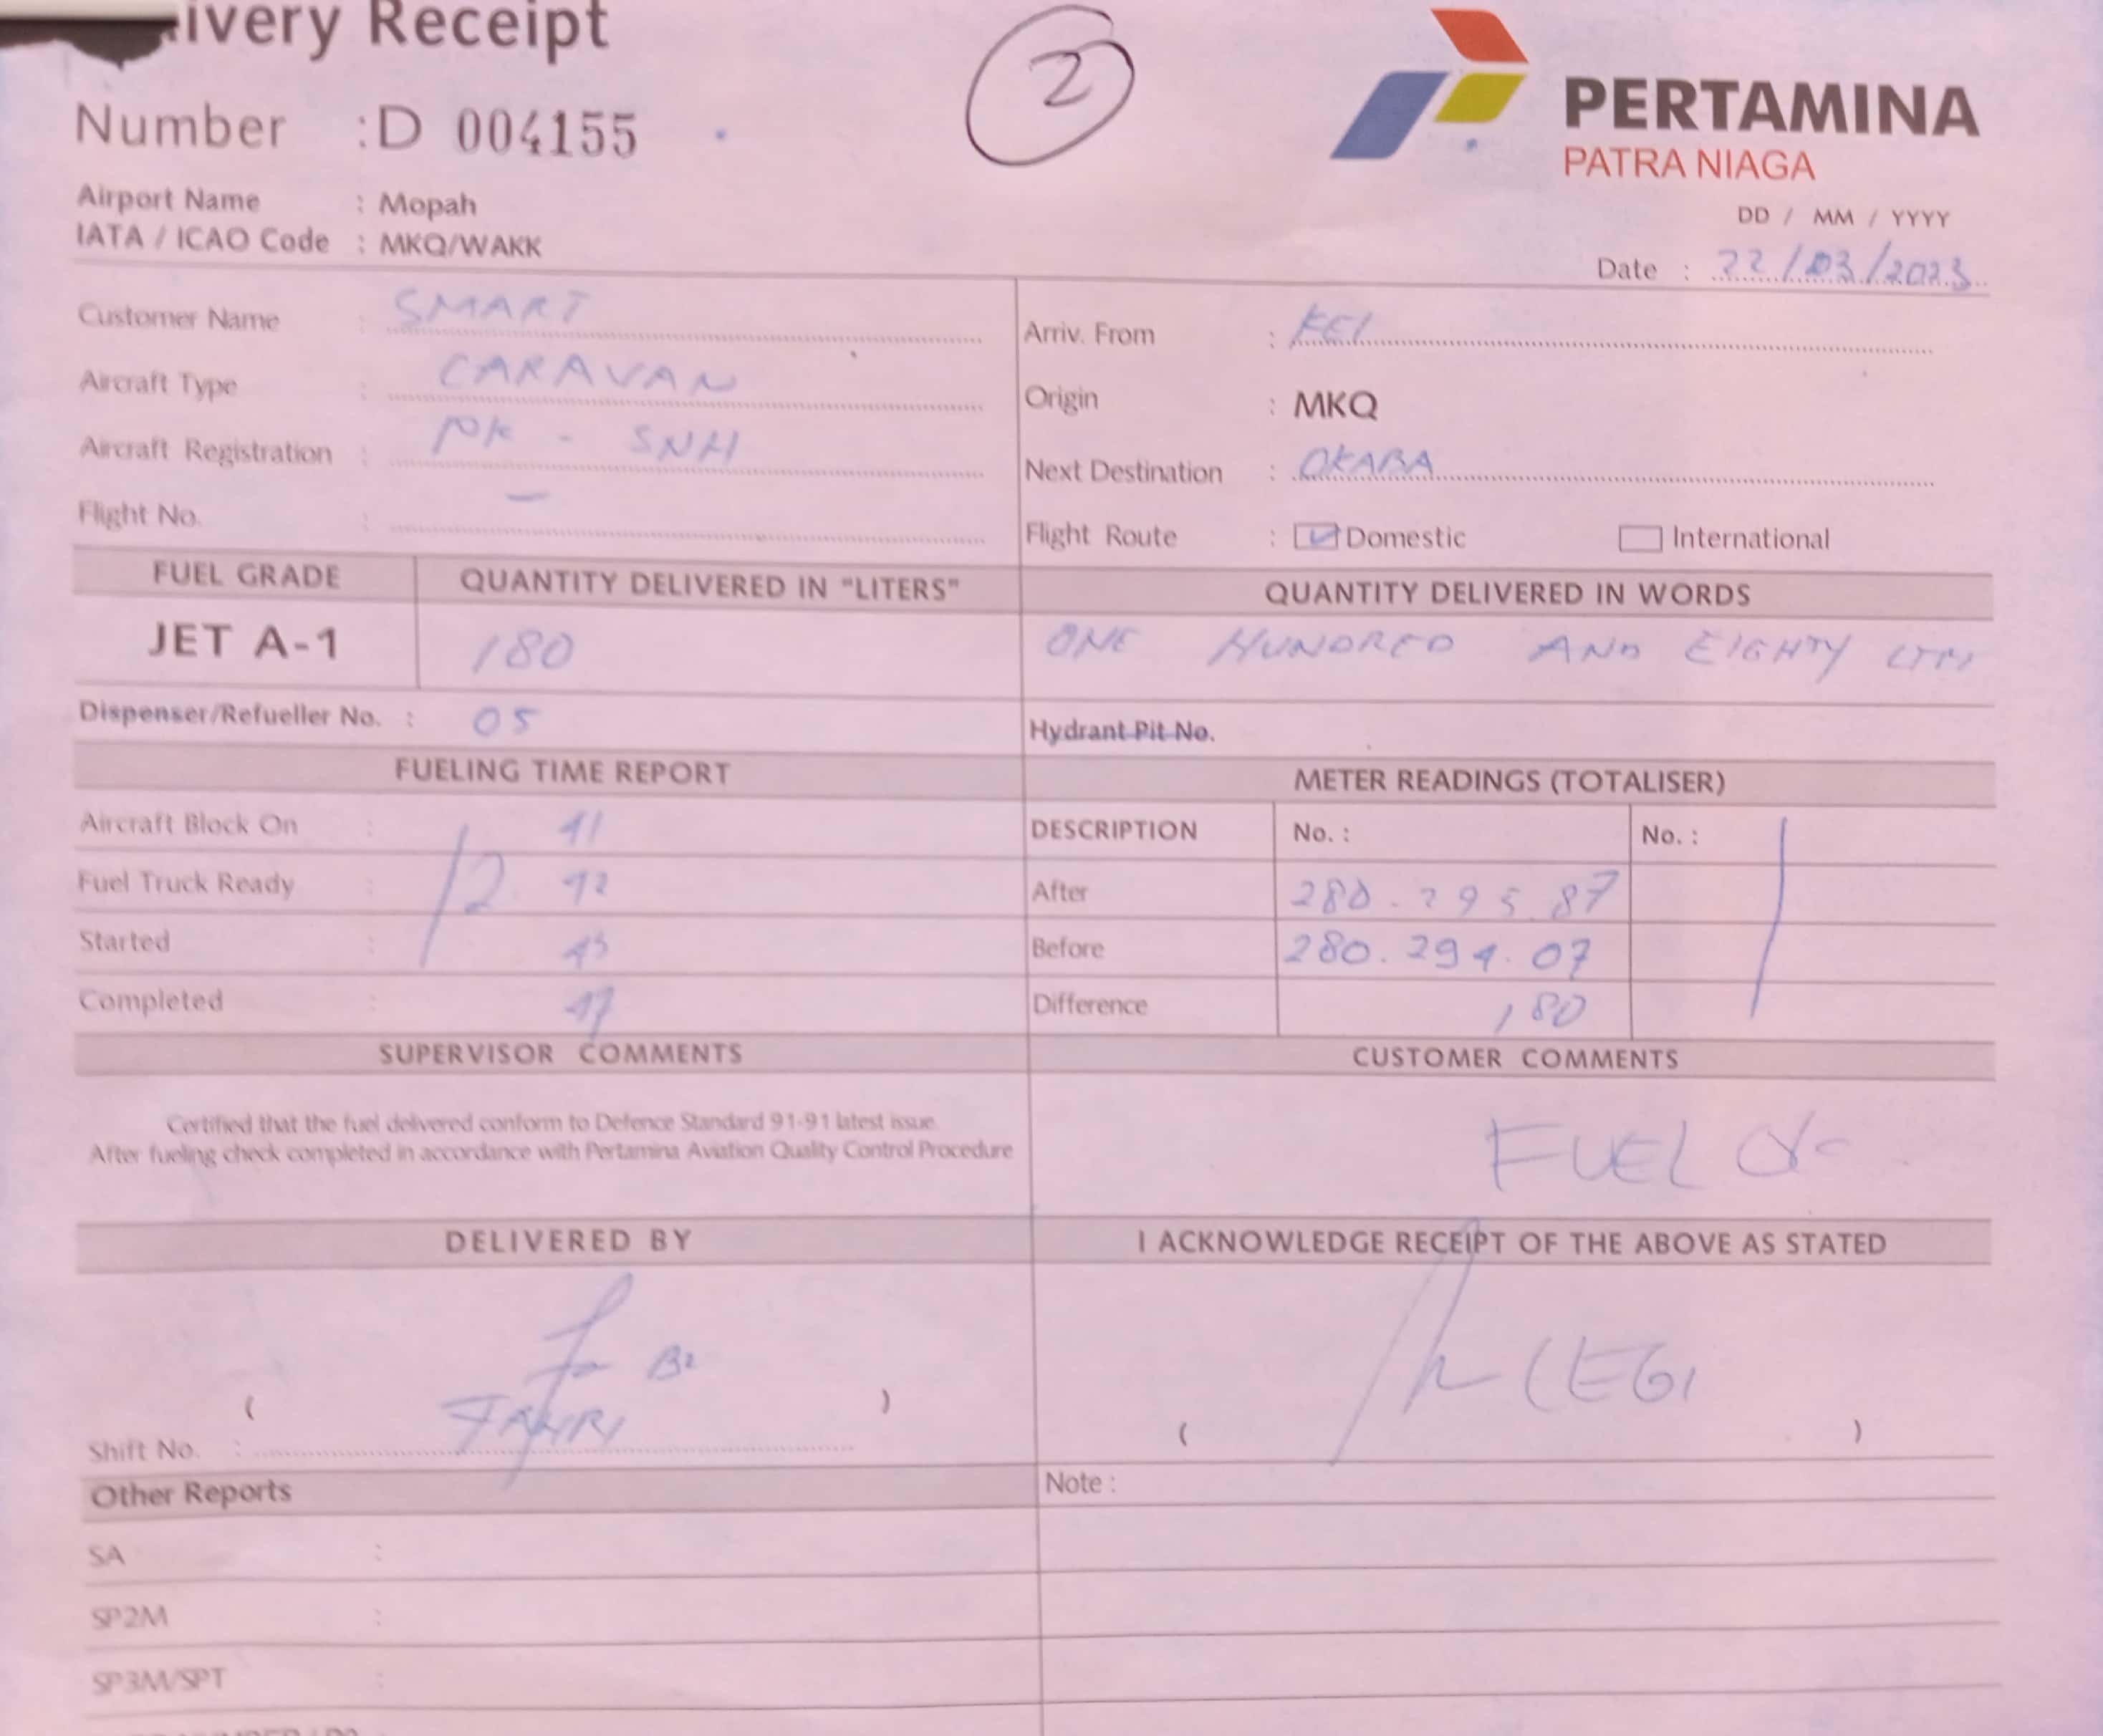 ivery Receipt
2
Number : D 004155
PERTAMINA
PATRA NIAGA
Airport Name : Mopah
IATA / ICAO Code : MKQ/WAKK
DD / MM / YYYY
Date : 22/03/2023
Customer Name : SMART
Aircraft Type : CARAVAN
Aircraft Registration : PK - SNH
Flight No. : -
Arriv. From :
Origin : MKQ
Next Destination : OKABA
Flight Route : Domestic International
FUEL GRADE QUANTITY DELIVERED IN "LITERS" QUANTITY DELIVERED IN WORDS
JET A-1 180 ONE HUNDRED AND EIGHTY
Dispenser/Refueller No. : 05 Hydrant Pit No.
FUELING TIME REPORT
Aircraft Block On : 41
Fuel Truck Ready : 12 42
Started : 45
Completed : 47
METER READINGS (TOTALISER)
DESCRIPTION No. : No. :
After 280.295.87
Before 280.294.07
Difference 180
SUPERVISOR COMMENTS
Certified that the fuel delivered conform to Defence Standard 91-91 latest issue.
After fueling check completed in accordance with Pertamina Aviation Quality Control Procedure
CUSTOMER COMMENTS
FUEL OK
DELIVERED BY
( FAHRI )
Shift No. :
I ACKNOWLEDGE RECEIPT OF THE ABOVE AS STATED
( EGI )
Other Reports
SA :
SP2M :
SP3M/SPT :
Note :